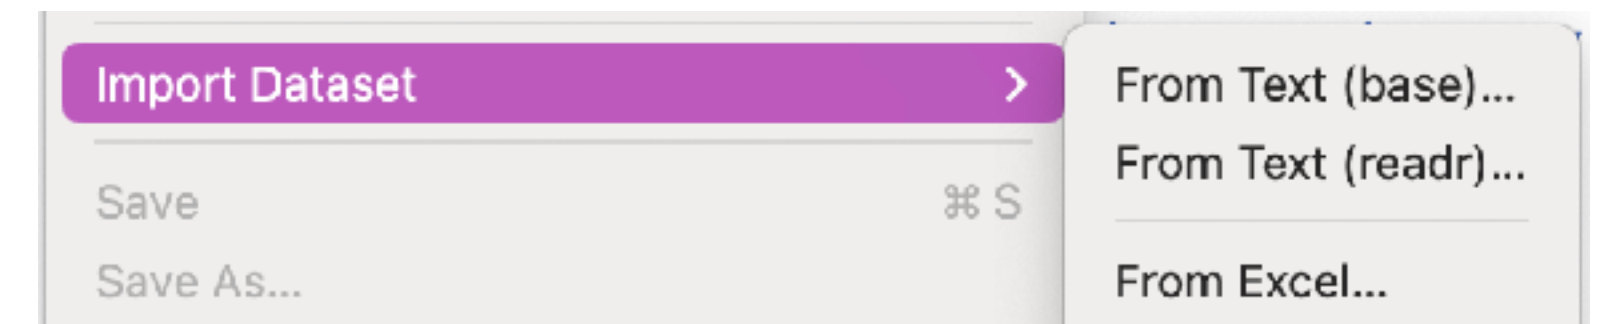 Import Dataset
Save ⌘ S
Save As...
From Text (base)...
From Text (readr)...
From Excel...